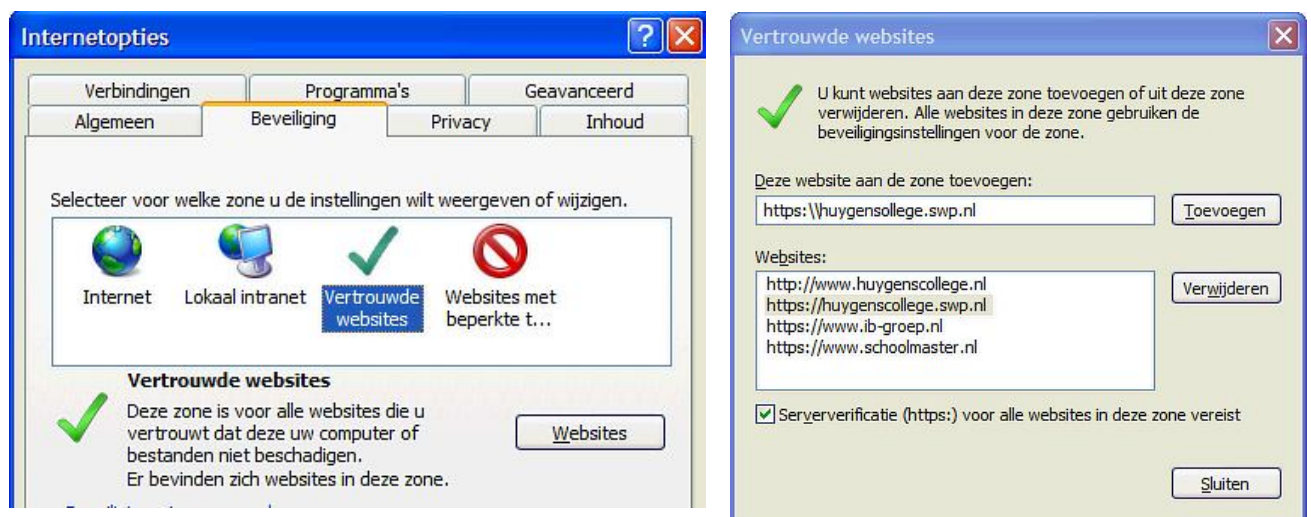 Internetopties
Verbindingen Programma's Geavanceerd
Algemeen Beveiliging Privacy Inhoud
Selecteer voor welke zone u de instellingen wilt weergeven of wijzigen.
Internet Lokaal intranet Vertrouwde websites Websites met beperkte t...
Vertrouwde websites
Deze zone is voor alle websites die u
vertrouwt dat deze uw computer of
bestanden niet beschadigen.
Er bevinden zich websites in deze zone.
Websites
Vertrouwde websites
U kunt websites aan deze zone toevoegen of uit deze zone
verwijderen. Alle websites in deze zone gebruiken de
beveiligingsinstellingen voor de zone.
Deze website aan de zone toevoegen:
https:\\huygensollege.swp.nl Toevoegen
Websites:
http://www.huygenscollege.nl
https://huygenscollege.swp.nl
https://www.ib-groep.nl
https://www.schoolmaster.nl
Verwijderen
Serververificatie (https:) voor alle websites in deze zone vereist
Sluiten